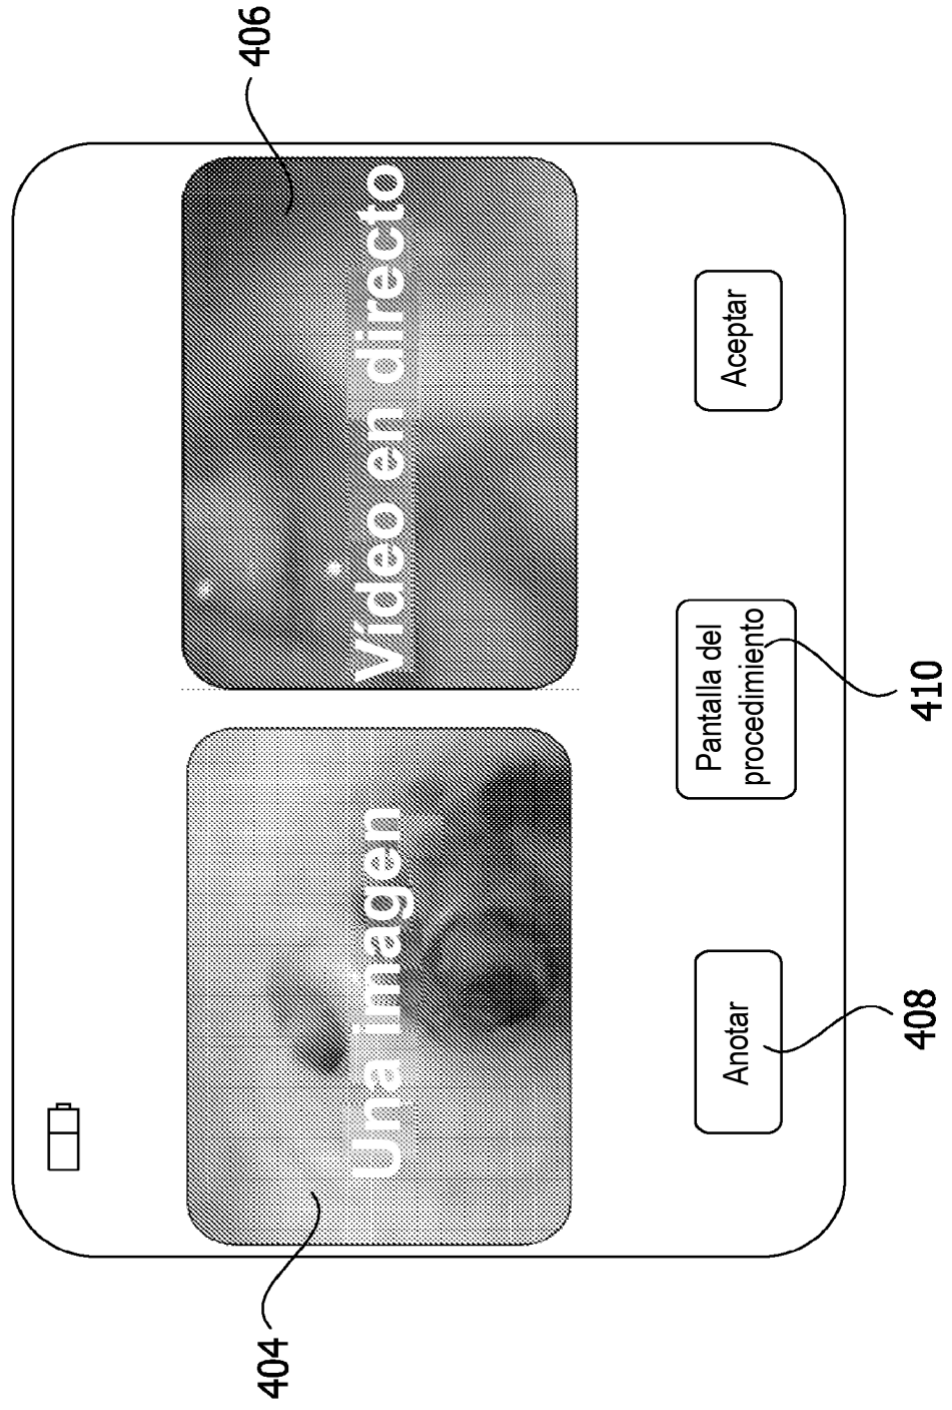 406
Una imagen
Vídeo en directo
404
Anotar
Pantalla del
procedimiento
Aceptar
408
410